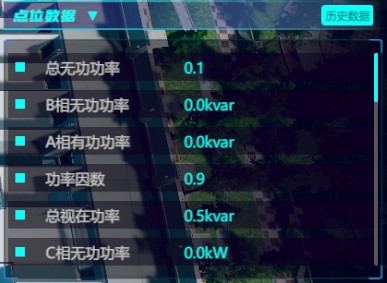 点位数据 ▼
历史数据
总无功功率 0.1
B相无功功率 0.0kvar
A相有功功率 0.0kvar
功率因数 0.9
总视在功率 0.5kvar
C相无功功率 0.0kW